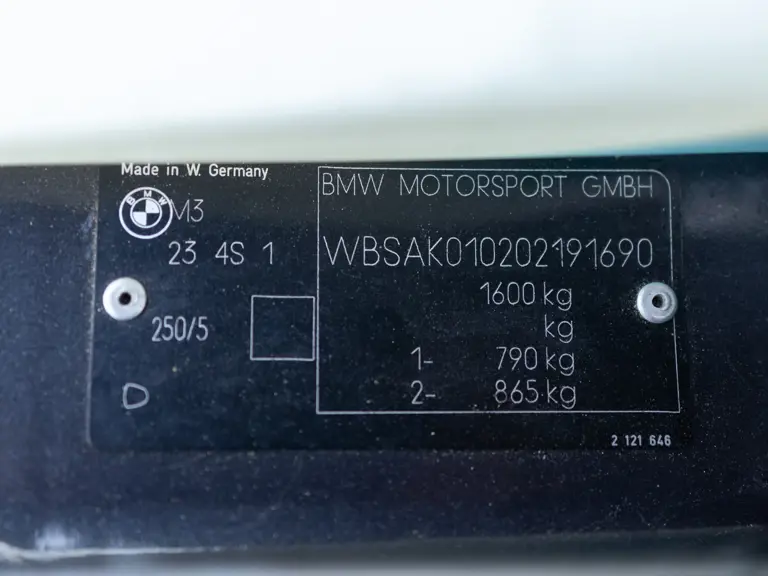 Made in W. Germany
BMW
M3
23 4S 1
250/5
D
BMW MOTORSPORT GMBH
WBSAK010202191690
1600 kg
kg
1- 790 kg
2- 865 kg
2 121 646